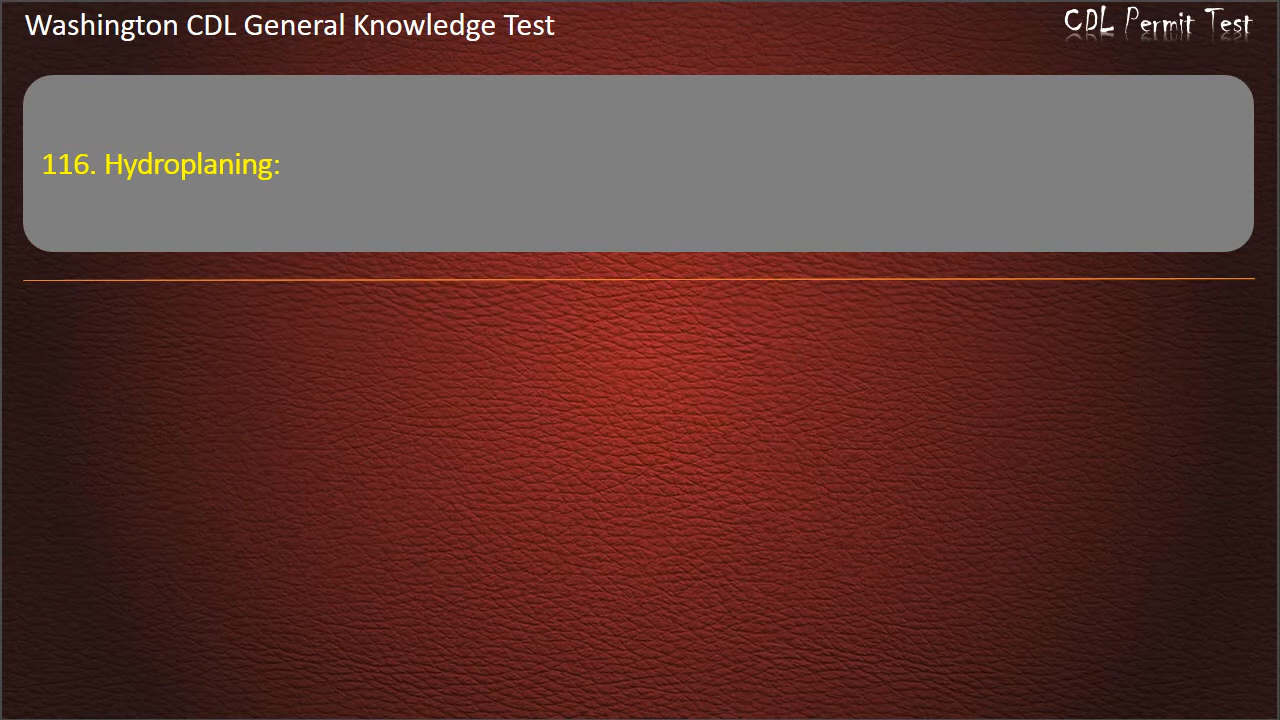 Washington CDL General Knowledge Test
CDL Permit Test
116. Hydroplaning: